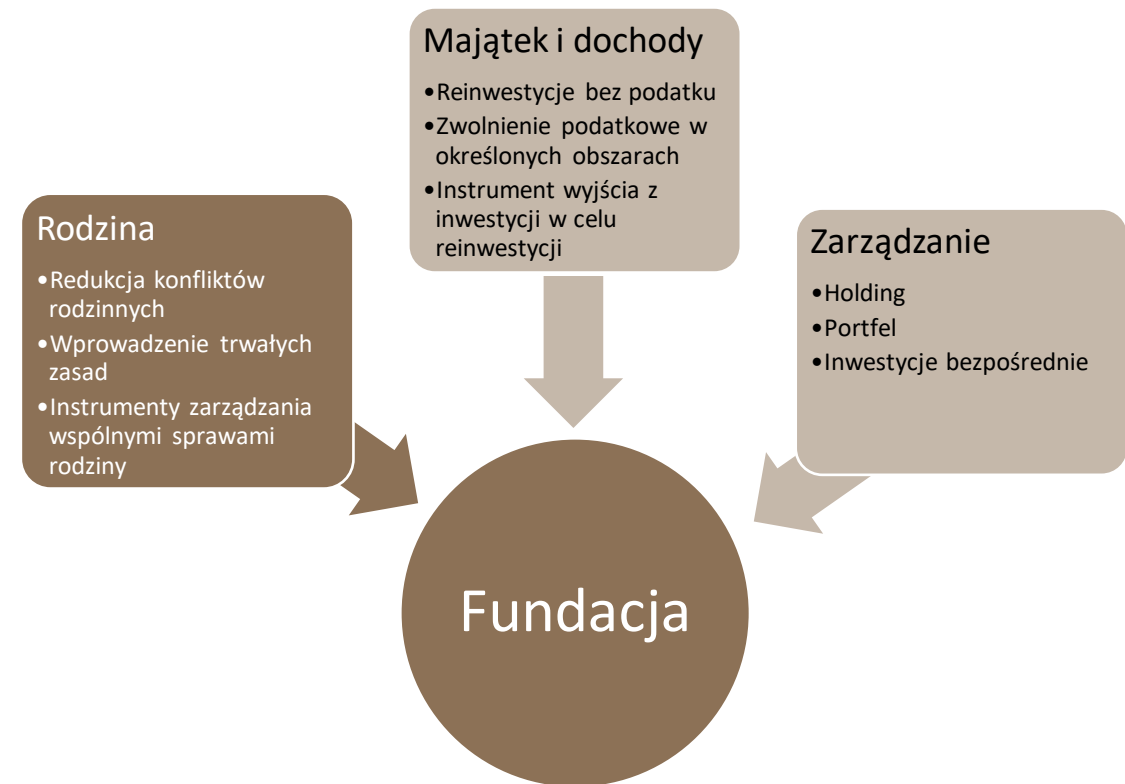 Majątek i dochody
•Reinwestycje bez podatku
•Zwolnienie podatkowe w
określonych obszarach
•Instrument wyjścia z
inwestycji w celu
reinwestycji
Rodzina
•Redukcja konfliktów
rodzinnych
•Wprowadzenie trwałych
zasad
•Instrumenty zarządzania
wspólnymi sprawami
rodziny
Zarządzanie
•Holding
•Portfel
•Inwestycje bezpośrednie
Fundacja